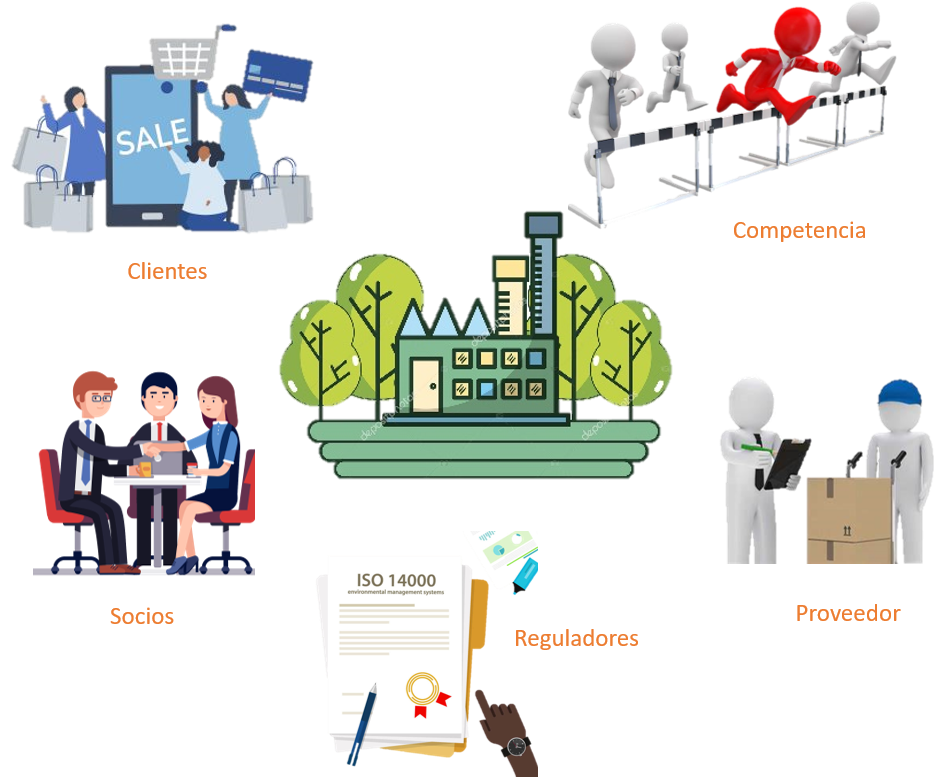 SALE
Competencia
Clientes
Socios
Proveedor
ISO 14000
environmental management systems
Reguladores